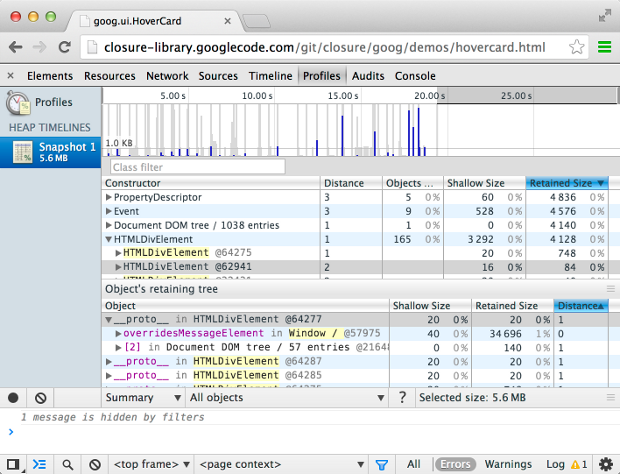 goog.ui.HoverCard
closure-library.googlecode.com/git/closure/goog/demos/hovercard.html
Elements Resources Network Sources Timeline Profiles Audits Console
Profiles
HEAP TIMELINES
Snapshot 1
5.6 MB
5.00 s 10.00 s 15.00 s 20.00 s 25.00 s
1.0 KB
Class filter
Constructor Distance Objects ... Shallow Size Retained Size
PropertyDescriptor 3 5 0% 60 0% 4 836 0%
Event 3 9 0% 528 0% 4 576 0%
Document DOM tree / 1038 entries 1 1 0% 0 0% 4 140 0%
HTMLDivElement 1 165 0% 3 292 0% 4 128 0%
HTMLDivElement @64275 1 20 0% 748 0%
HTMLDivElement @62941 2 16 0% 84 0%
Object's retaining tree
Object Shallow Size Retained Size Distance
__proto__ in HTMLDivElement @64277 20 0% 20 0% 1
overridesMessageElement in Window / @57975 40 0% 34 696 1% 0
[2] in Document DOM tree / 57 entries @21648 0 0% 140 0% 1
__proto__ in HTMLDivElement @64287 20 0% 20 0% 1
__proto__ in HTMLDivElement @64285 20 0% 20 0% 1
Summary All objects ? Selected size: 5.6 MB
1 message is hidden by filters
<top frame> <page context> All Errors Warnings Log 1